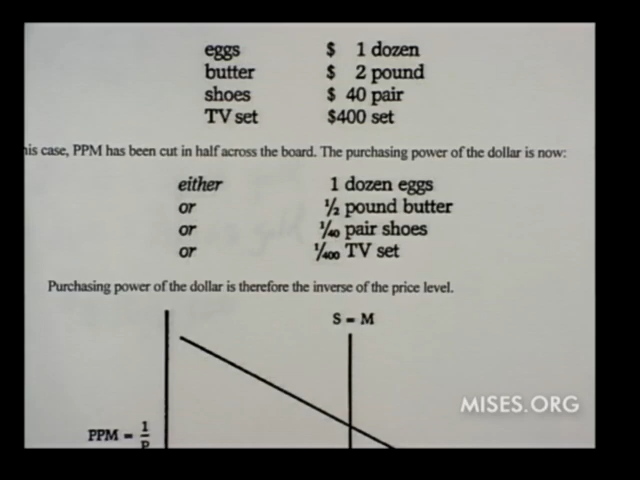 eggs $ 1 dozen
butter $ 2 pound
shoes $ 40 pair
TV set $400 set
his case, PPM has been cut in half across the board. The purchasing power of the dollar is now:
either 1 dozen eggs
or ½ pound butter
or 1/40 pair shoes
or 1/400 TV set
Purchasing power of the dollar is therefore the inverse of the price level.
S = M
MISES.ORG
PPM = 1/P